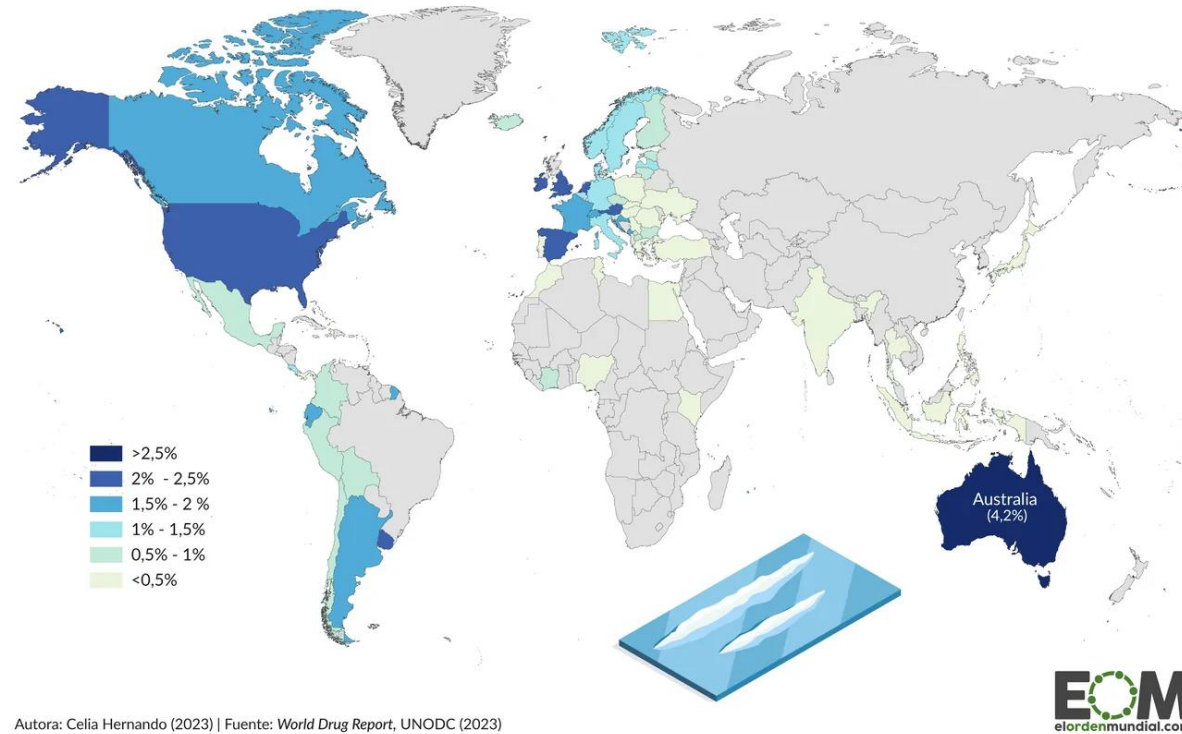 >2,5%
2% - 2,5%
1,5% - 2 %
1% - 1,5%
0,5% - 1%
<0,5%
Australia
(4,2%)
Autora: Celia Hernando (2023) | Fuente: World Drug Report, UNODC (2023)
EOM
elordenmundial.com